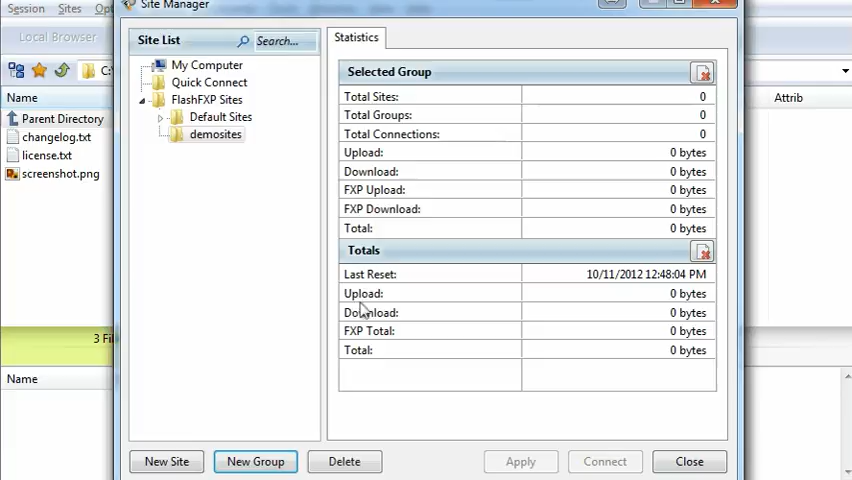 Site Manager
Session Sites
Local Browser
Site List Search... Statistics
My Computer
Quick Connect
FlashFXP Sites
Default Sites
demosites
Selected Group
Total Sites: 0
Total Groups: 0
Total Connections: 0
Upload: 0 bytes
Download: 0 bytes
FXP Upload: 0 bytes
FXP Download: 0 bytes
Total: 0 bytes
Totals
Last Reset: 10/11/2012 12:48:04 PM
Upload: 0 bytes
Download: 0 bytes
FXP Total: 0 bytes
Total: 0 bytes
Name
Parent Directory
changelog.txt
license.txt
screenshot.png
Attrib
Name
New Site New Group Delete Apply Connect Close